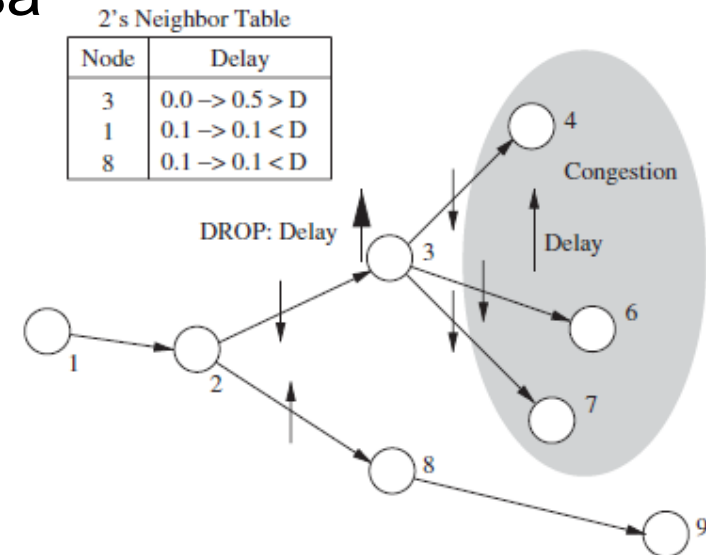 sa
2's Neighbor Table
Node Delay
3 0.0 –> 0.5 > D
1 0.1 –> 0.1 < D
8 0.1 –> 0.1 < D
4
Congestion
DROP: Delay
3
Delay
6
1
2
7
8
9